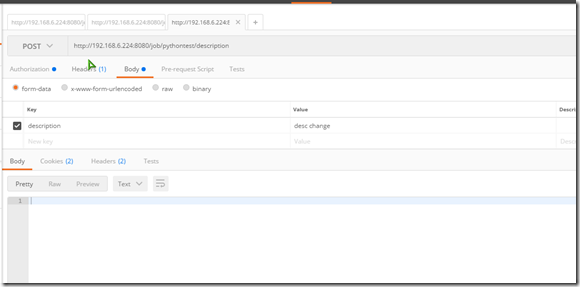 http://192.168.6.224:8080/ http://192.168.6.224:8080/ http://192.168.6.224:8 × +
POST http://192.168.6.224:8080/job/pythontest/description
Authorization Headers (1) Body Pre-request Script Tests
form-data x-www-form-urlencoded raw binary
Key Value Descri
description desc change
New key Value Descr
Body Cookies (2) Headers (2) Tests
Pretty Raw Preview Text
1